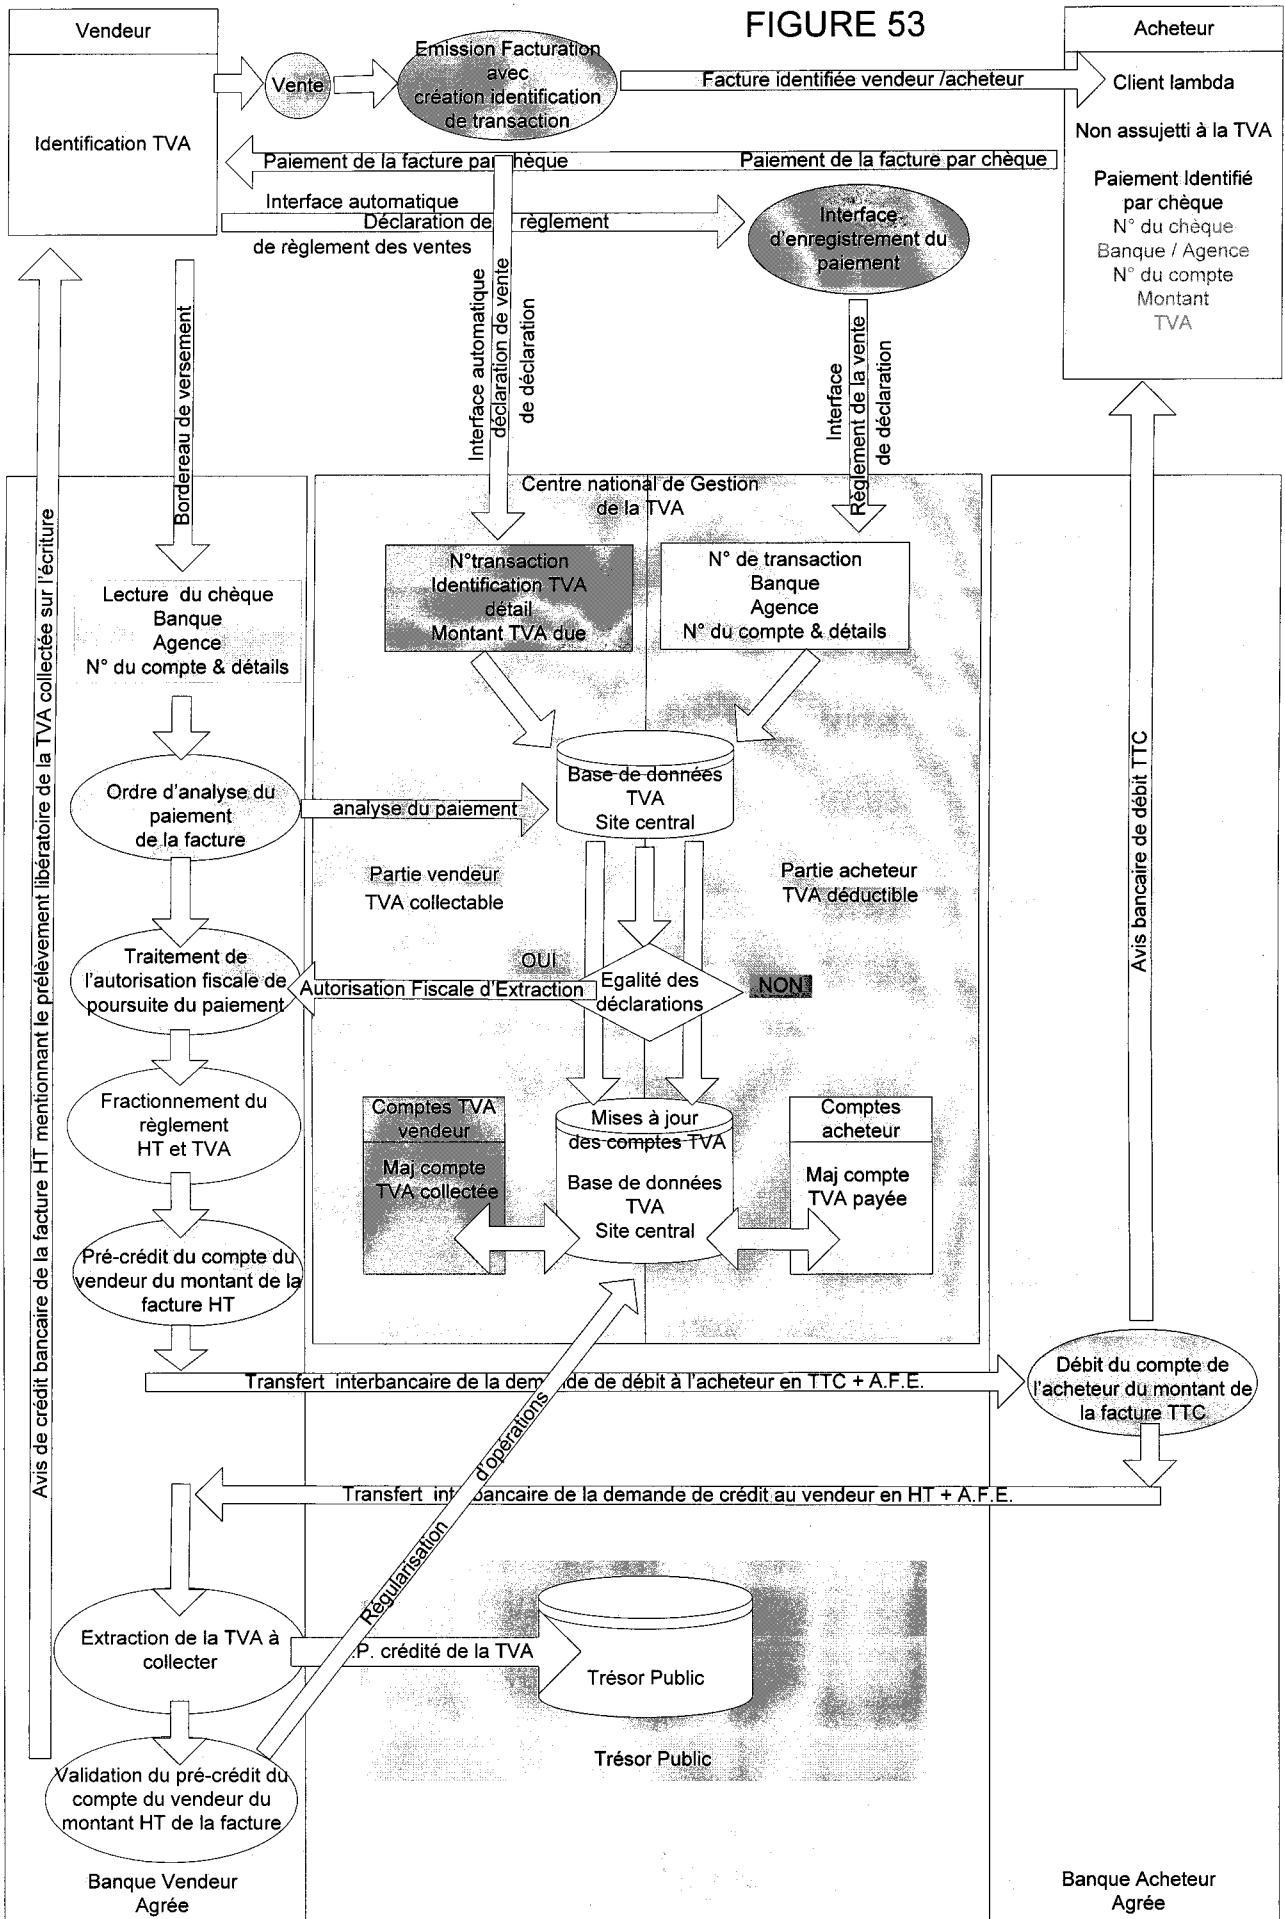 FIGURE 53
Vendeur
Identification TVA
Vente
Emission Facturation
avec
création identification
de transaction
Facture identifiée vendeur /acheteur
Acheteur
Client lambda
Non assujetti à la TVA
Paiement Identifié
par chèque
N° du chèque
Banque / Agence
N° du compte
Montant
TVA
Paiement de la facture par chèque
Paiement de la facture par chèque
Interface automatique
Déclaration de règlement
de règlement des ventes
Interface
d'enregistrement du
paiement
Bordereau de versement
Interface automatique
déclaration de vente
de déclaration
Interface
Règlement de la vente
de déclaration
Centre national de Gestion
de la TVA
Lecture du chèque
Banque
Agence
N° du compte & détails
N°transaction
Identification TVA
détail
Montant TVA due
N° de transaction
Banque
Agence
N° du compte & détails
Ordre d'analyse du
paiement
de la facture
analyse du paiement
Base de données
TVA
Site central
Partie vendeur
TVA collectable
Partie acheteur
TVA déductible
Traitement de
l'autorisation fiscale de
poursuite du paiement
OUI
Autorisation Fiscale d'Extraction
Egalité des
déclarations
NON
Fractionnement du
règlement
HT et TVA
Comptes TVA
vendeur
Maj compte
TVA collectée
Mises à jour
des comptes TVA
Base de données
TVA
Site central
Comptes
acheteur
Maj compte
TVA payée
Pré-crédit du compte du
vendeur du montant de la
facture HT
Transfert interbancaire de la demande de débit à l'acheteur en TTC + A.F.E.
Débit du compte de
l'acheteur du montant de
la facture TTC
Avis bancaire de débit TTC
Transfert interbancaire de la demande de crédit au vendeur en HT + A.F.E.
Régularisation d'opérations
Extraction de la TVA à
collecter
.P. crédité de la TVA
Trésor Public
Trésor Public
Validation du pré-crédit du
compte du vendeur du
montant HT de la facture
Avis de crédit bancaire de la facture HT mentionnant le prélèvement libératoire de la TVA collectée sur l'écriture
Banque Vendeur
Agrée
Banque Acheteur
Agrée